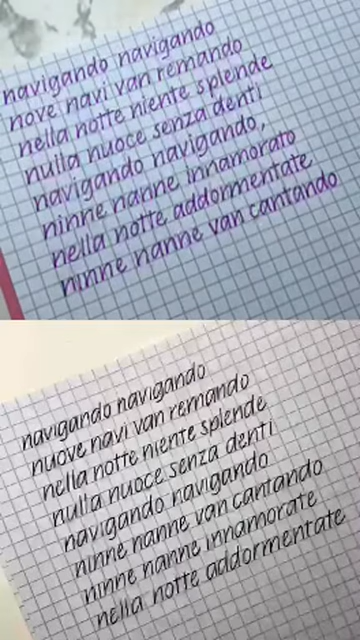 navigando navigando
nove navi van remando
nella notte niente splende
nulla nuoce senza denti
navigando navigando,
ninne nanne innamorato
nella notte addormentate
ninne nanne van cantando
navigando navigando
nuove navi van remando
nella notte niente splende
nulla nuoce senza denti
navigando navigando
ninne nanne van cantando
ninne nanne innamorate
nella notte addormentate